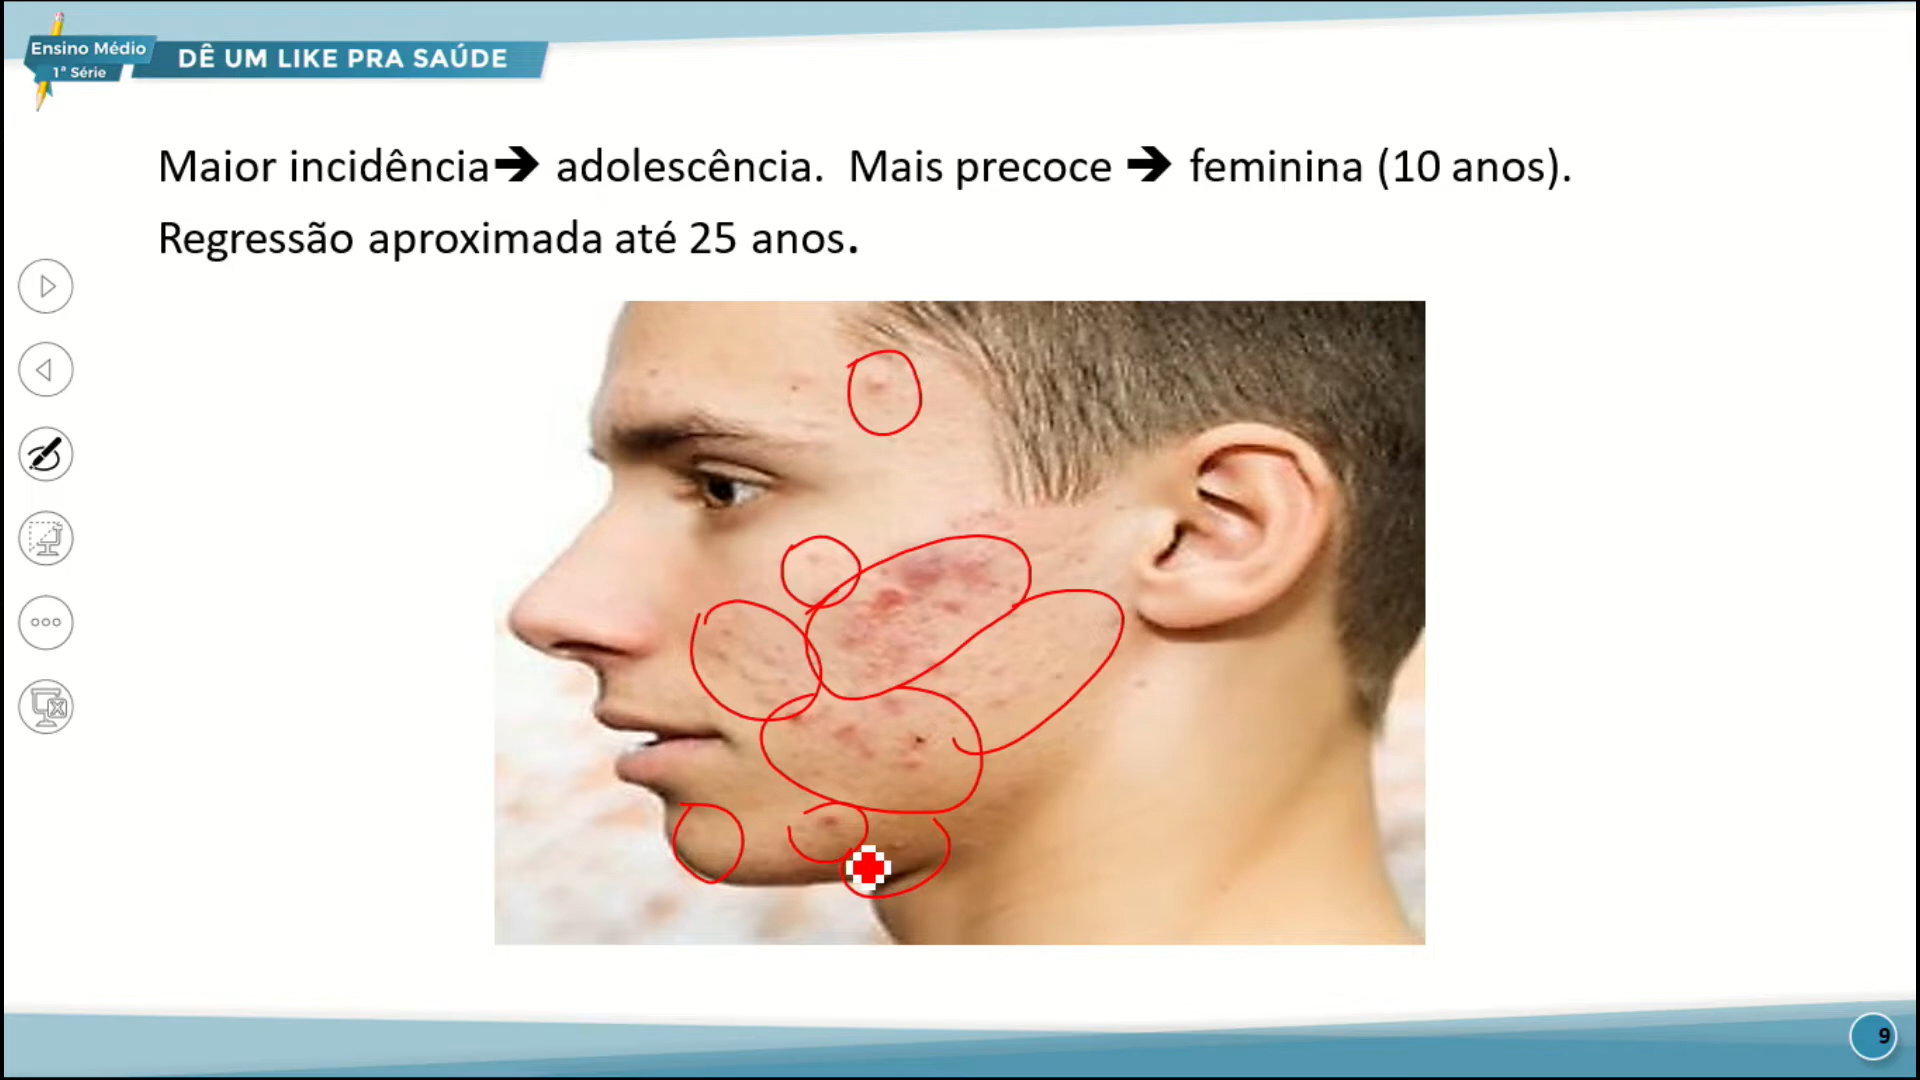 Ensino Médio
1ª Série
DÊ UM LIKE PRA SAÚDE
Maior incidência➔ adolescência. Mais precoce ➔ feminina (10 anos).
Regressão aproximada até 25 anos.
9